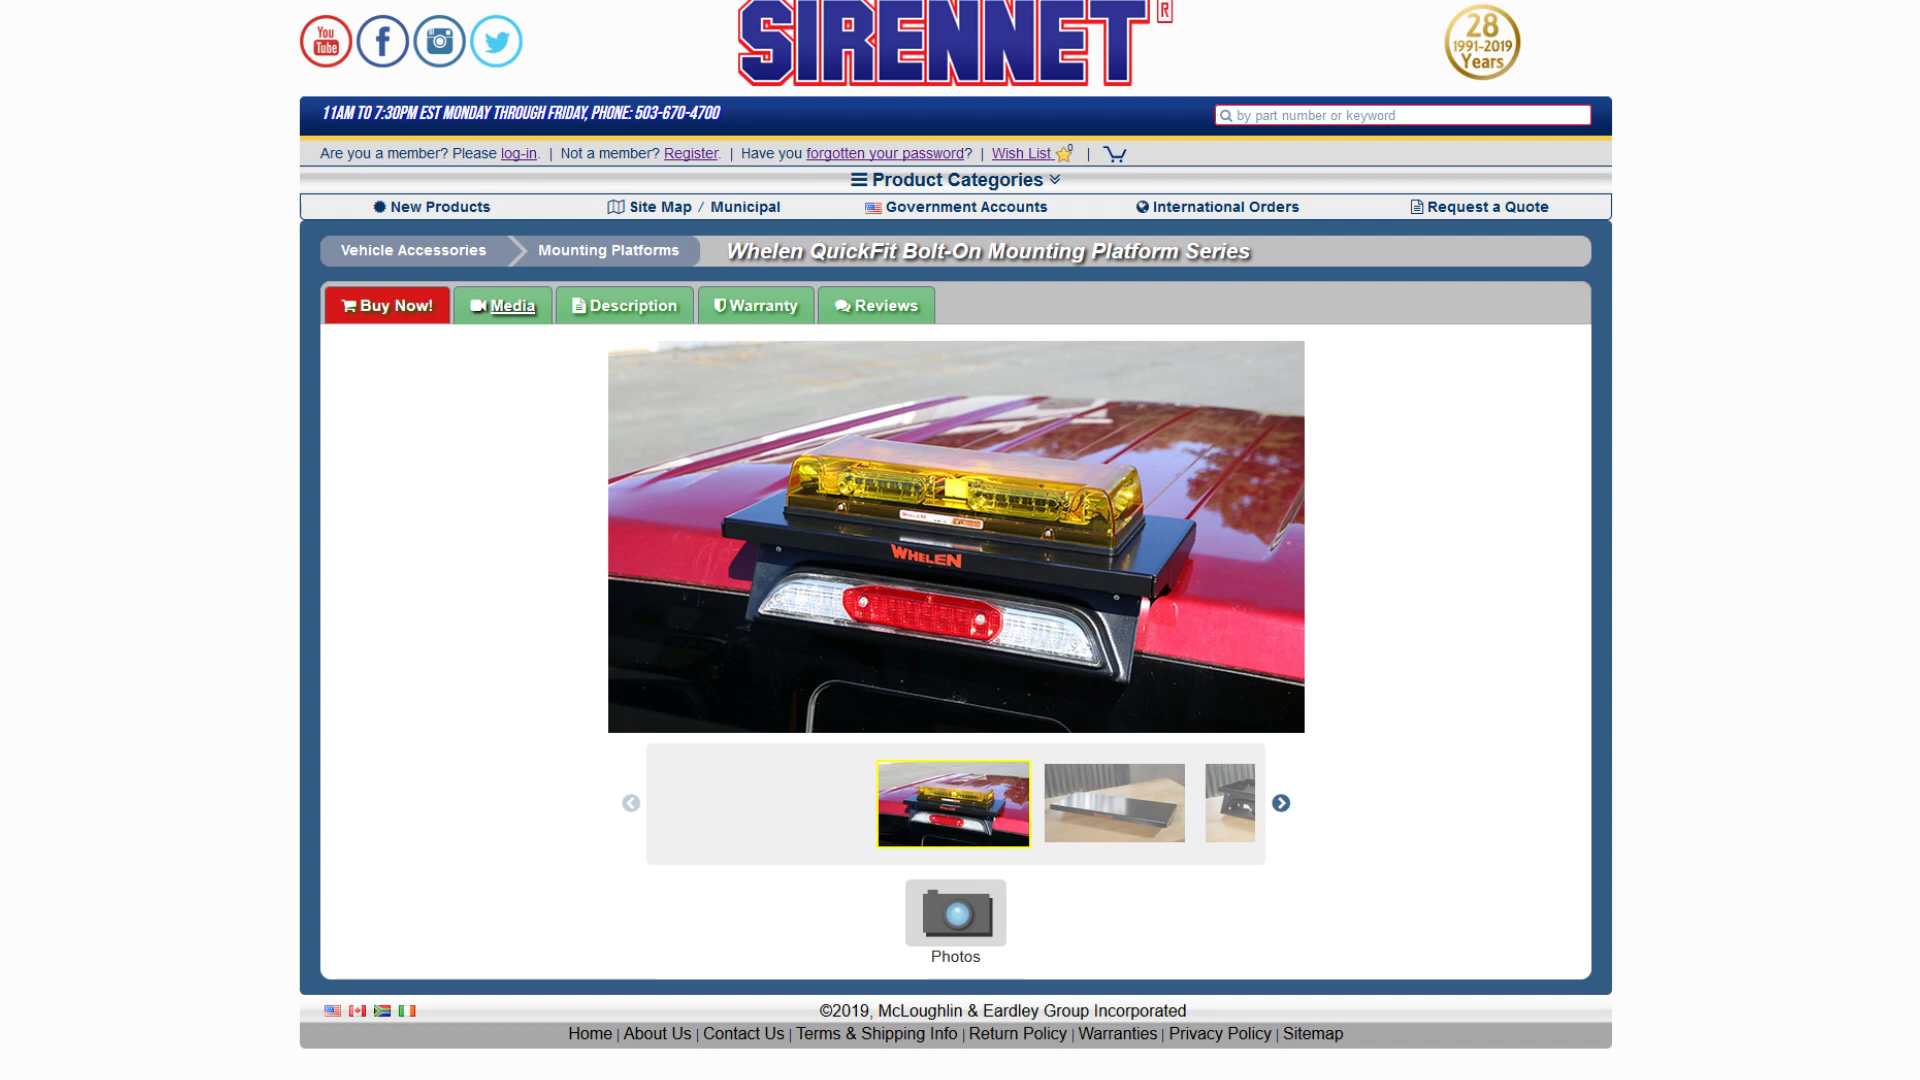 You
Tube
SIRENNET®
28
1991-2019
Years
11AM TO 7:30PM EST MONDAY THROUGH FRIDAY, PHONE: 503-670-4700
by part number or keyword
Are you a member? Please log-in. | Not a member? Register. | Have you forgotten your password? | Wish List 0 |
Product Categories
New Products
Site Map / Municipal
Government Accounts
International Orders
Request a Quote
Vehicle Accessories
Mounting Platforms
Whelen QuickFit Bolt-On Mounting Platform Series
Buy Now!
Media
Description
Warranty
Reviews
WHELEN
WHELEN
Photos
©2019, McLoughlin & Eardley Group Incorporated
Home | About Us | Contact Us | Terms & Shipping Info | Return Policy | Warranties | Privacy Policy | Sitemap